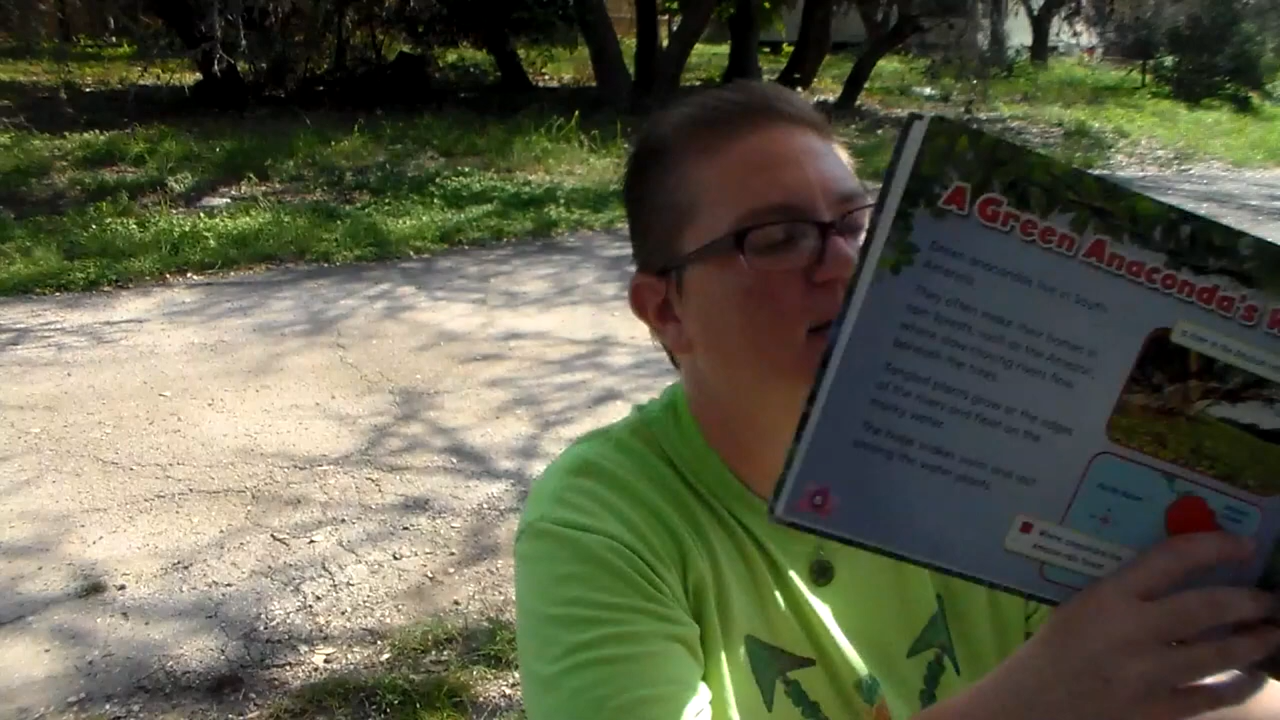 A Green Anaconda's
Green anacondas live in South
America.
They often make their homes in
rain forests, such as the Amazon,
where slow-moving rivers flow
beneath the trees.
Tangled plants grow at the edges
of the rivers and float on the
murky water.
The huge snakes swim and rest
among the water plants.
6